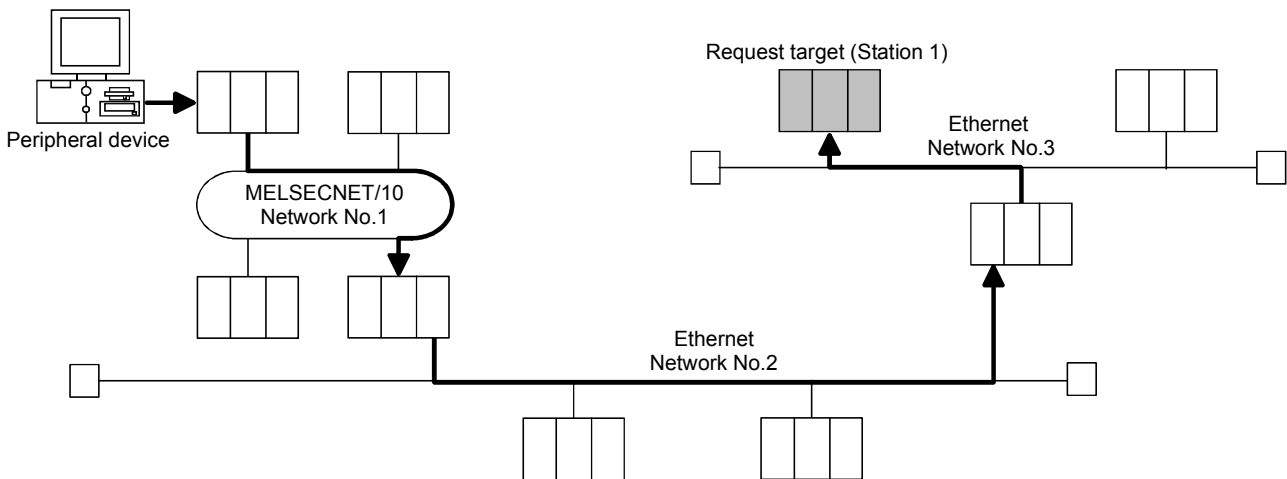 Request target (Station 1)
Peripheral device
Ethernet
Network No.3
MELSECNET/10
Network No.1
Ethernet
Network No.2